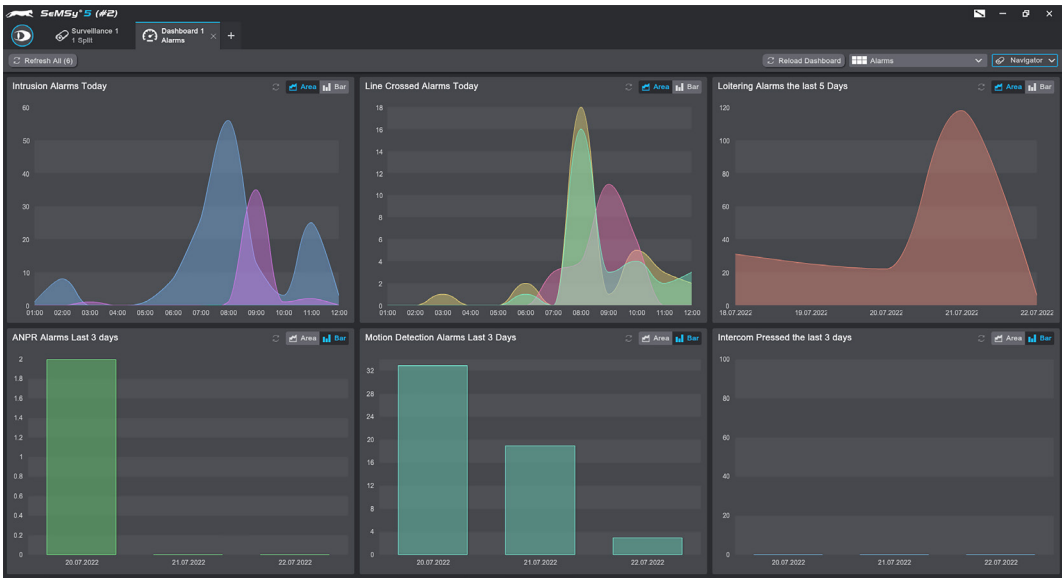 SeMSy® 5 (#2)
Surveillance 1
1 Split
Dashboard 1
Alarms
× +
Refresh All (6)
Reload Dashboard
Alarms
Navigator
Intrusion Alarms Today
Area
Bar
60
50
40
30
20
10
0
01:00 02:00 03:00 04:00 05:00 06:00 07:00 08:00 09:00 10:00 11:00 12:00
Line Crossed Alarms Today
Area
Bar
18
16
14
12
10
8
6
4
2
0
01:00 02:00 03:00 04:00 05:00 06:00 07:00 08:00 09:00 10:00 11:00 12:00
Loitering Alarms the last 5 Days
Area
Bar
120
100
80
60
40
20
0
18.07.2022 19.07.2022 20.07.2022 21.07.2022 22.07.2022
ANPR Alarms Last 3 days
Area
Bar
2
1.8
1.6
1.4
1.2
1
0.8
0.6
0.4
0.2
0
20.07.2022 21.07.2022 22.07.2022
Motion Detection Alarms Last 3 Days
Area
Bar
32
28
24
20
16
12
8
4
0
20.07.2022 21.07.2022 22.07.2022
Intercom Pressed the last 3 days
Area
Bar
100
80
60
40
20
0
20.07.2022 21.07.2022 22.07.2022